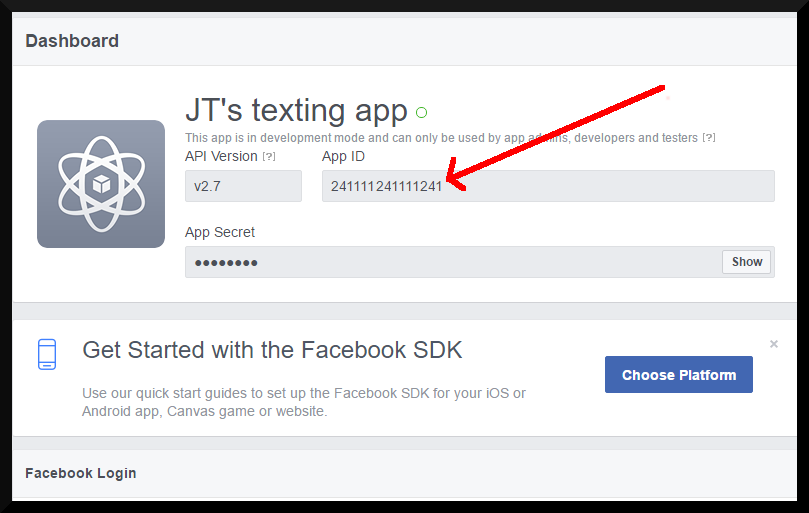 Dashboard
JT's texting app
This app is in development mode and can only be used by app admins, developers and testers [?]
API Version [?]
App ID
v2.7
241111241111241
App Secret
●●●●●●●●
Show
Get Started with the Facebook SDK
×
Use our quick start guides to set up the Facebook SDK for your iOS or
Android app, Canvas game or website.
Choose Platform
Facebook Login